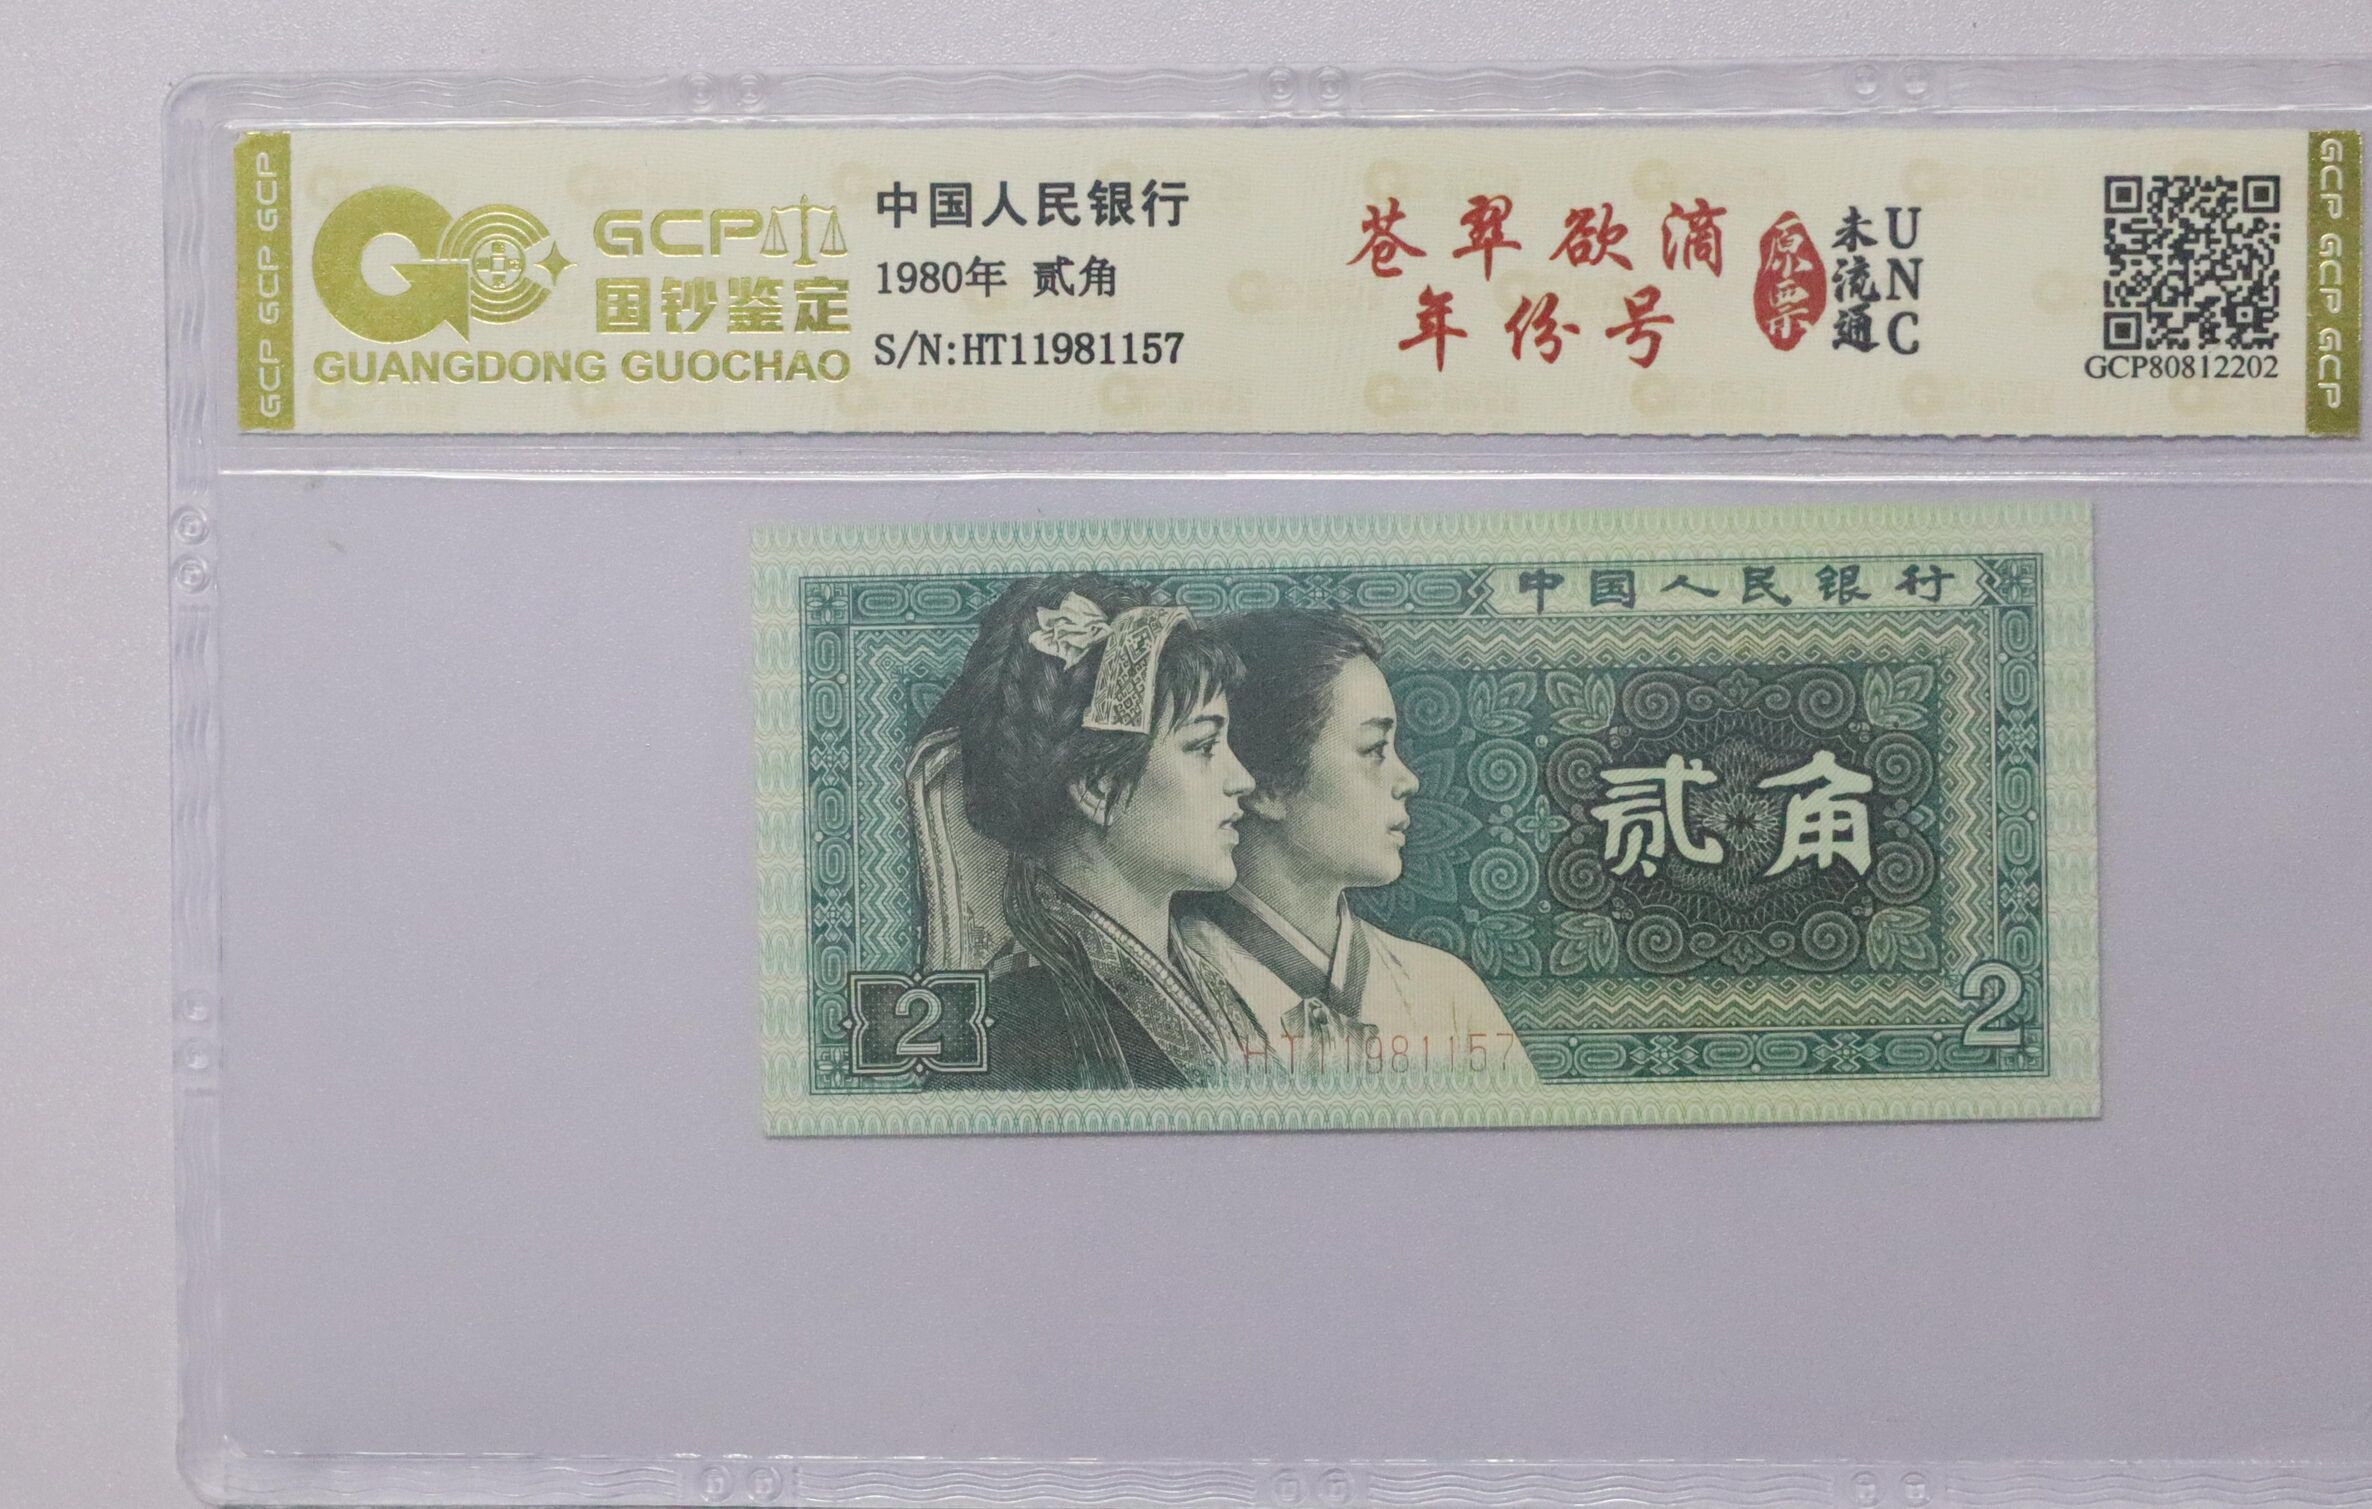 GCP GCP GCP
GCP
国钞鉴定
GUANGDONG GUOCHAO
中国人民银行
1980年 贰角
S/N:HT11981157
苍翠欲滴
年份号
原票
未流通
UNC
GCP80812202
GCP GCP GCP
中国人民银行
贰角
2
2
HT11981157